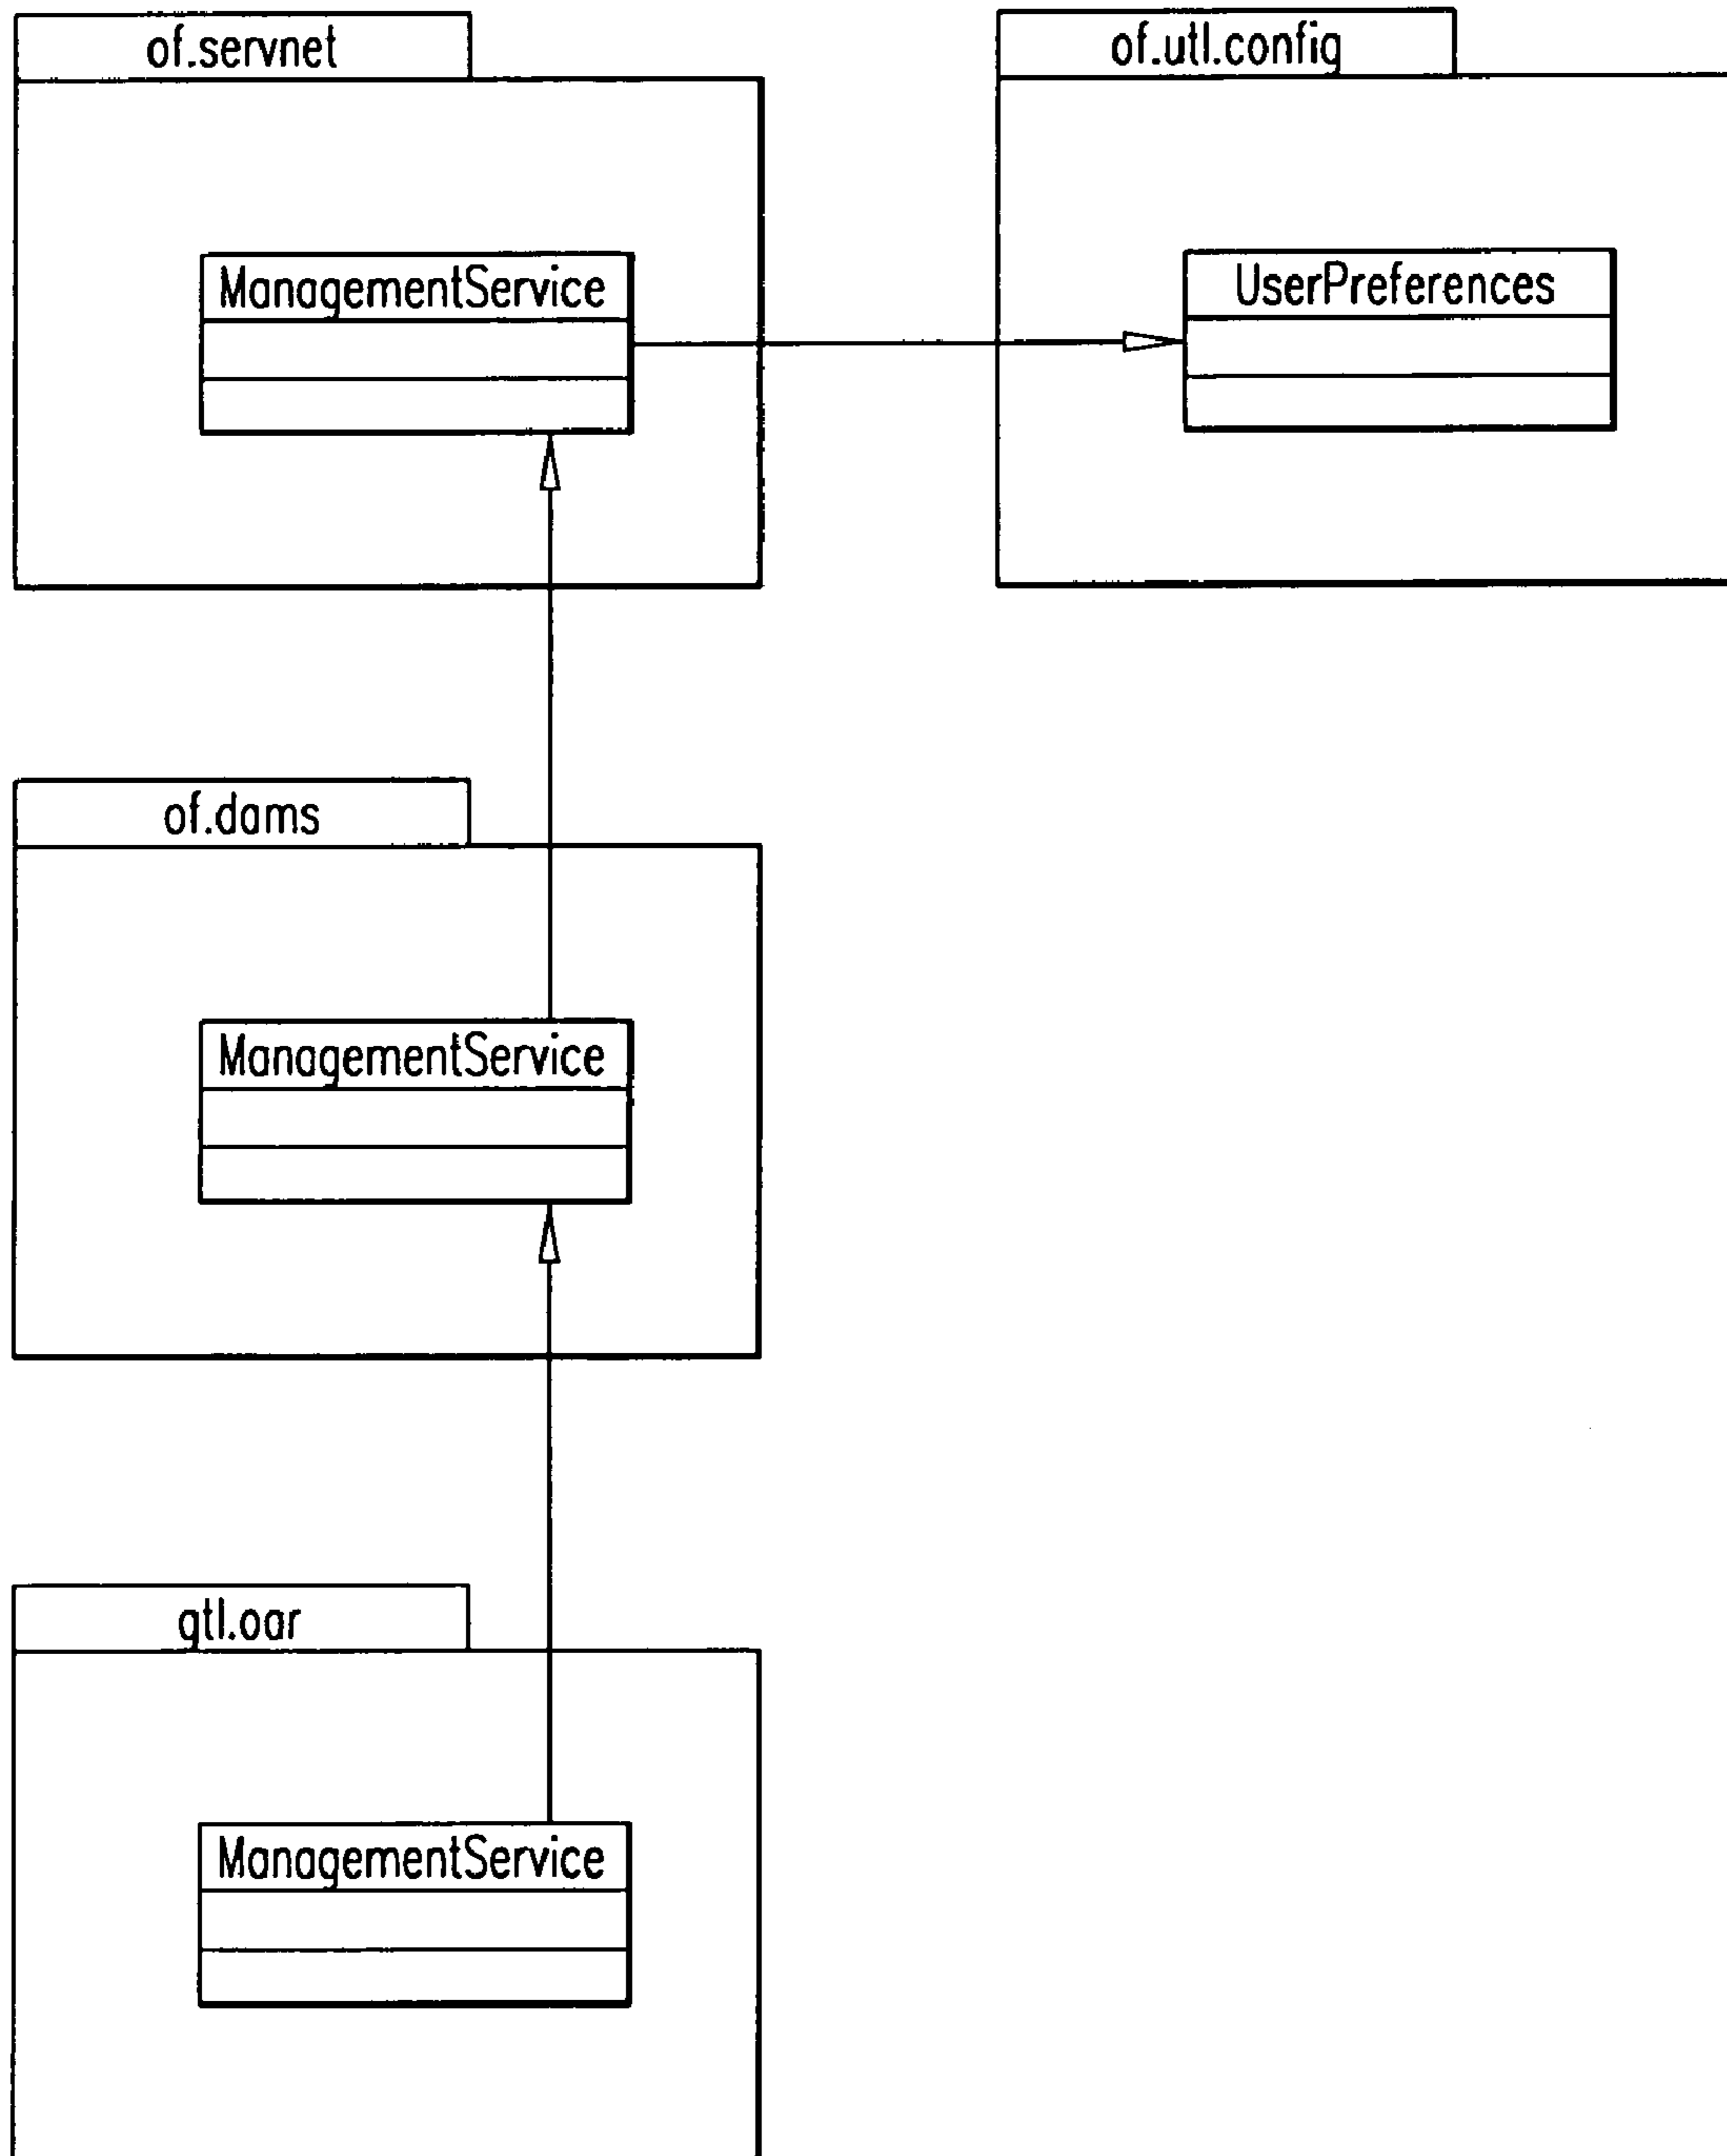 of.servnet
of.utl.config
ManagementService
UserPreferences
of.dams
ManagementService
gtl.oar
ManagementService